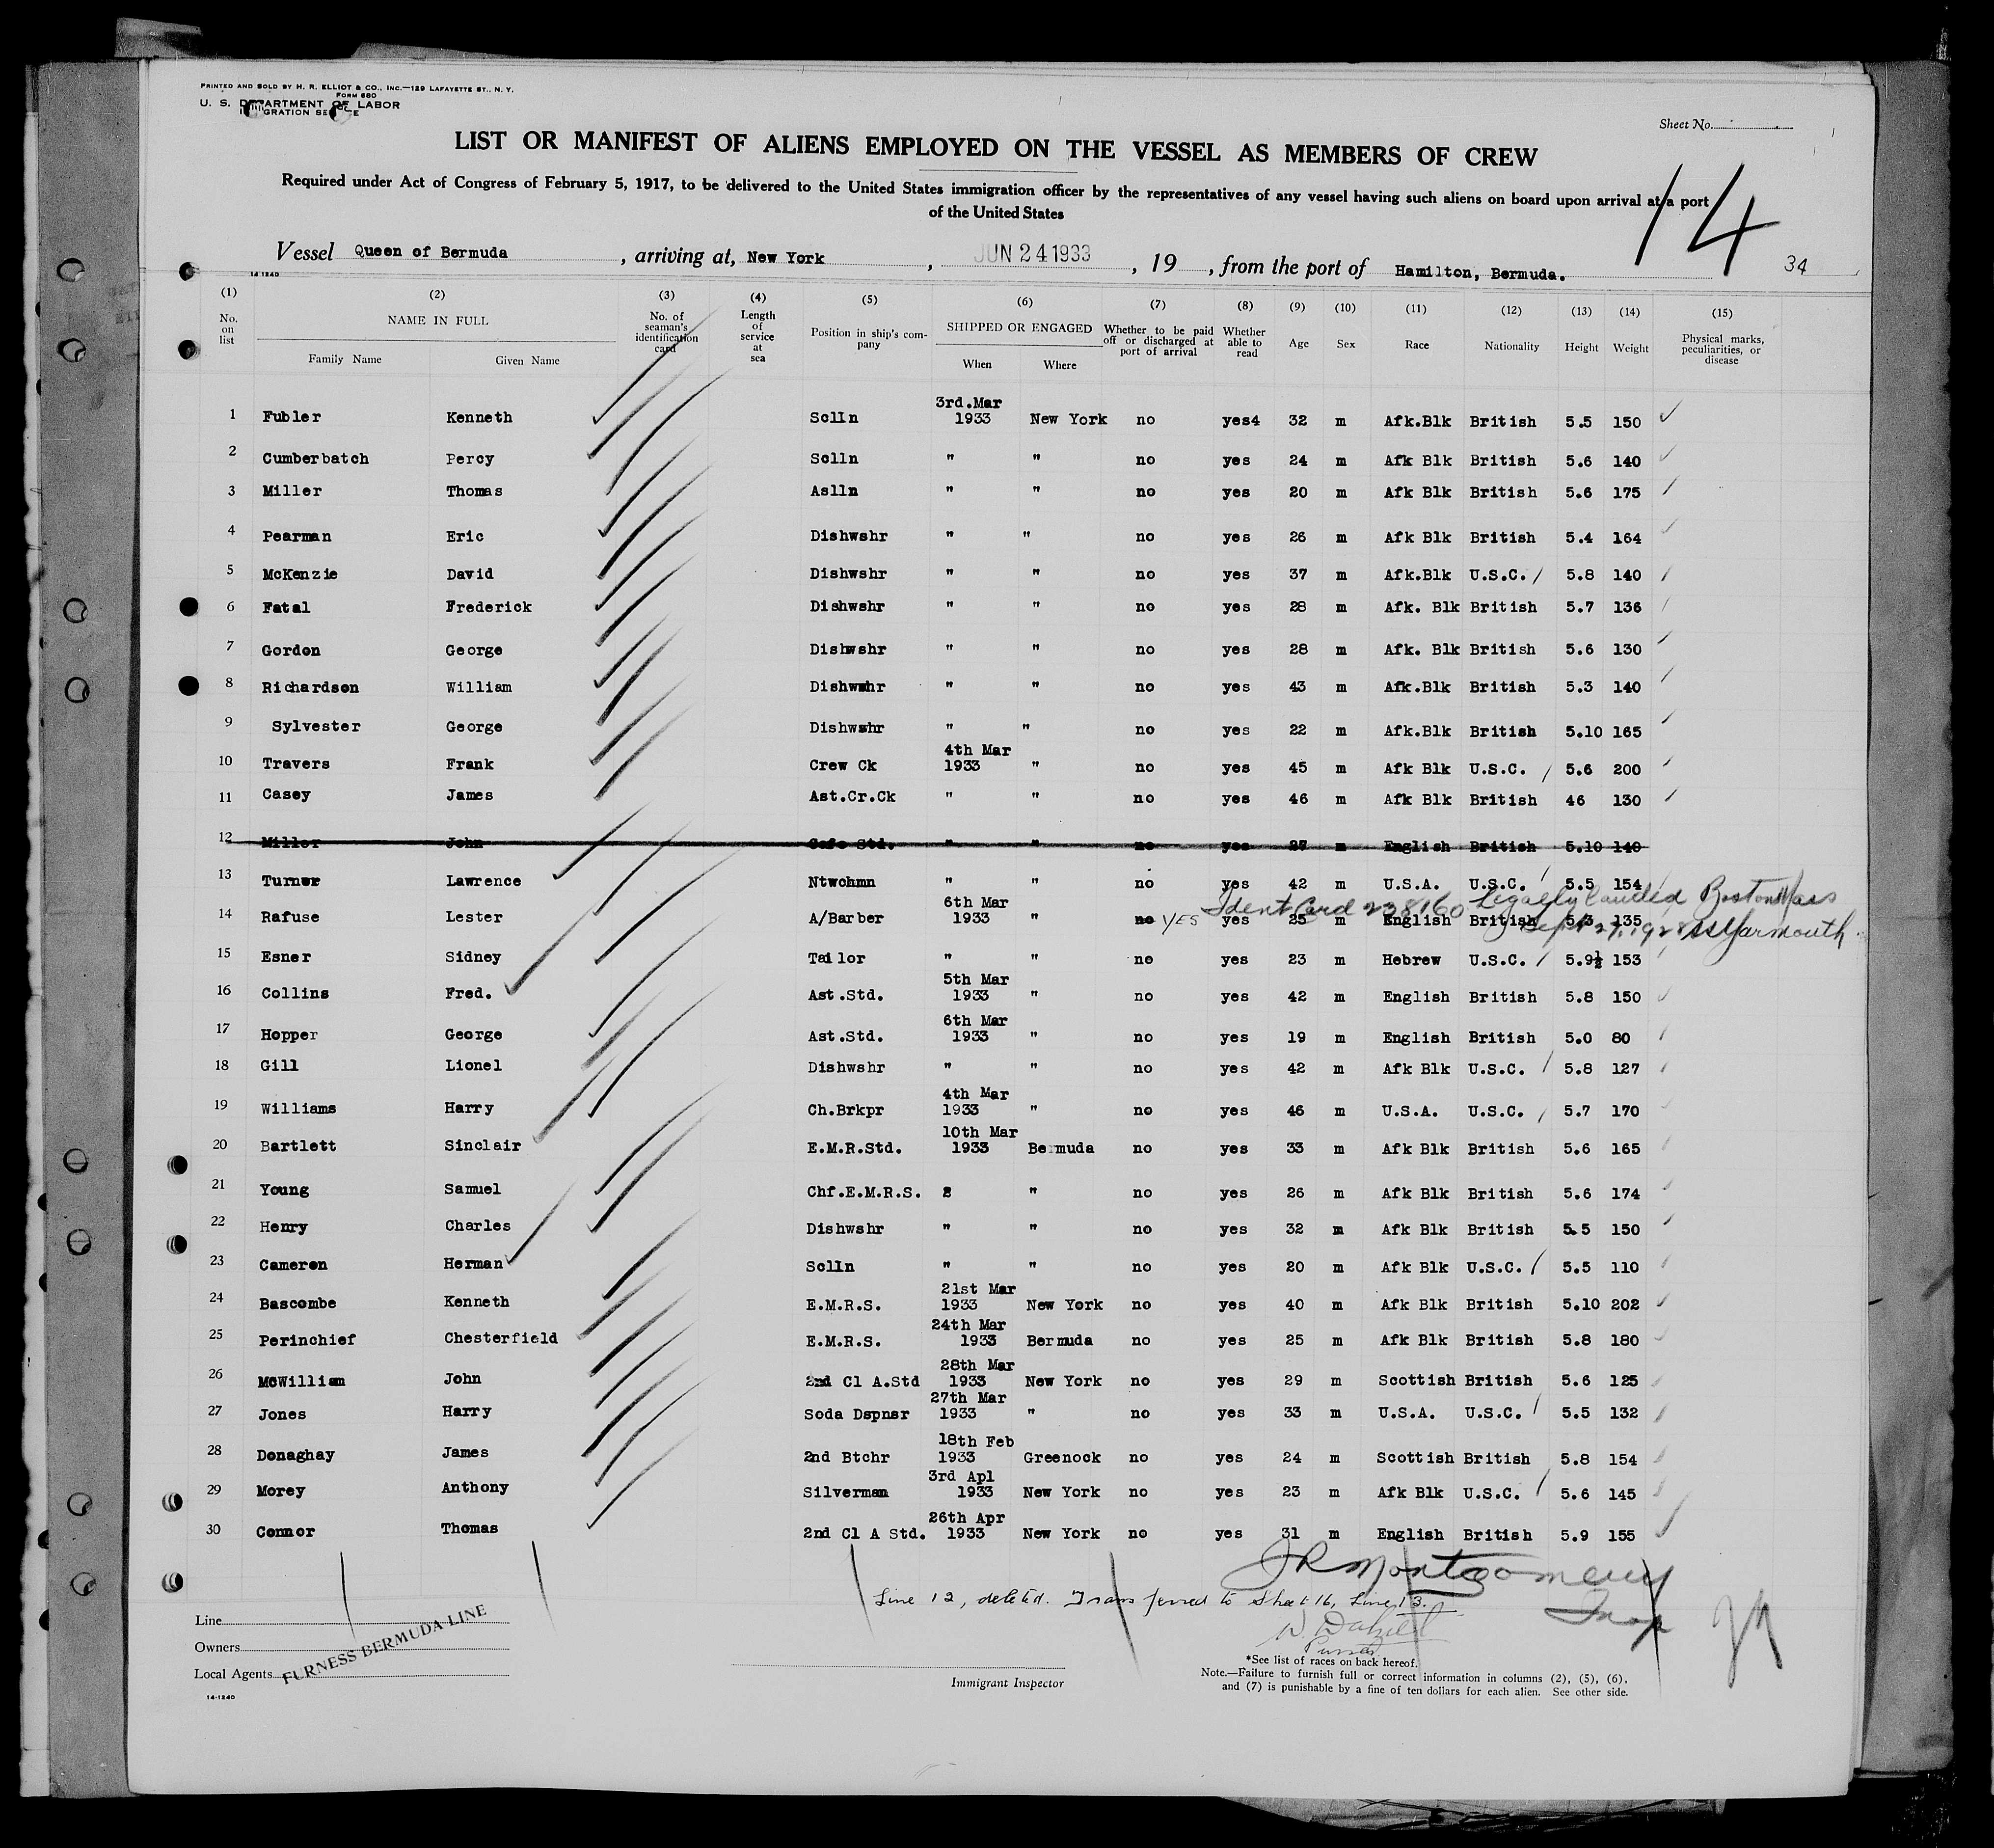 PRINTED AND SOLD BY H. R. ELLIOT & CO., INC.—129 LAFAYETTE ST., N. Y.
FORM 680
U. S. DEPARTMENT OF LABOR
IMMIGRATION SERVICE
Sheet No.
LIST OR MANIFEST OF ALIENS EMPLOYED ON THE VESSEL AS MEMBERS OF CREW
Required under Act of Congress of February 5, 1917, to be delivered to the United States immigration officer by the representatives of any vessel having such aliens on board upon arrival at a port
of the United States
14
Vessel Queen of Bermuda, arriving at, New York, JUN 24 1933, 19, from the port of Hamilton, Bermuda. 34
14-1240
(1) (2) (3) (4) (5) (6) (7) (8) (9) (10) (11) (12) (13) (14) (15)
No. on list NAME IN FULL Family Name Given Name No. of seaman's identification card Length of service at sea Position in ship's company SHIPPED OR ENGAGED When Where Whether to be paid off or discharged at port of arrival Whether able to read Age Sex Race Nationality Height Weight Physical marks, peculiarities, or disease
1 Fubler Kenneth Sclln 3rd.Mar 1933 New York no yes4 32 m Afk.Blk British 5.5 150
2 Cumberbatch Percy Sclln " " no yes 24 m Afk Blk British 5.6 140
3 Miller Thomas Aslln " " no yes 20 m Afk Blk British 5.6 175
4 Pearman Eric Dishwshr " " no yes 26 m Afk Blk British 5.4 164
5 McKenzie David Dishwshr " " no yes 37 m Afk.Blk U.S.C. 5.8 140
6 Fatal Frederick Dishwshr " " no yes 28 m Afk. Blk British 5.7 136
7 Gordon George Dishwshr " " no yes 28 m Afk. Blk British 5.6 130
8 Richardson William Dishwshr " " no yes 43 m Afk.Blk British 5.3 140
9 Sylvester George Dishwshr " " no yes 22 m Afk.Blk British 5.10 165
10 Travers Frank Crew Ck 4th Mar 1933 " no yes 45 m Afk Blk U.S.C. 5.6 200
11 Casey James Ast.Cr.Ck " " no yes 46 m Afk Blk British 46 130
12 Miller John Cafe Std. " " no yes 27 m English British 5.10 140
13 Turner Lawrence Ntwchmn " " no yes 42 m U.S.A. U.S.C. 5.5 154
Ident Card 238160 Legally landed Boston Mass
14 Rafuse Lester A/Barber 6th Mar 1933 " no YES yes 25 m English British 5.3 135
Sept 27, 1928 SS Yarmouth
15 Esner Sidney Tailor " " no yes 23 m Hebrew U.S.C. 5.9½ 153
16 Collins Fred. Ast.Std. 5th Mar 1933 " no yes 42 m English British 5.8 150
17 Hopper George Ast.Std. 6th Mar 1933 " no yes 19 m English British 5.0 80
18 Gill Lionel Dishwshr " " no yes 42 m Afk Blk U.S.C. 5.8 127
19 Williams Harry Ch.Brkpr 4th Mar 1933 " no yes 46 m U.S.A. U.S.C. 5.7 170
20 Bartlett Sinclair E.M.R.Std. 10th Mar 1933 Bermuda no yes 33 m Afk Blk British 5.6 165
21 Young Samuel Chf.E.M.R.S. " no yes 26 m Afk Blk British 5.6 174
22 Henry Charles Dishwshr " " no yes 32 m Afk Blk British 5.5 150
23 Cameron Herman Sclln " " no yes 20 m Afk Blk U.S.C. 5.5 110
24 Bascombe Kenneth E.M.R.S. 21st Mar 1933 New York no yes 40 m Afk Blk British 5.10 202
25 Perinchief Chesterfield E.M.R.S. 24th Mar 1933 Bermuda no yes 25 m Afk Blk British 5.8 180
26 McWilliam John 2nd Cl A.Std 28th Mar 1933 New York no yes 29 m Scottish British 5.6 125
27 Jones Harry Soda Dspnsr 27th Mar 1933 " no yes 33 m U.S.A. U.S.C. 5.5 132
28 Donaghay James 2nd Btchr 18th Feb 1933 Greenock no yes 24 m Scottish British 5.8 154
29 Morey Anthony Silverman 3rd Apl 1933 New York no yes 23 m Afk Blk U.S.C. 5.6 145
30 Connor Thomas 2nd Cl A Std. 26th Apr 1933 New York no yes 31 m English British 5.9 155
JR Montgomery
Insp
Line 12, deleted. Transferred to Sheet 16, Line 13.
Purser
Line
Owners
Local Agents
FURNESS BERMUDA LINE
14-1240
Immigrant Inspector
*See list of races on back hereof.
Note.—Failure to furnish full or correct information in columns (2), (5), (6),
and (7) is punishable by a fine of ten dollars for each alien. See other side.